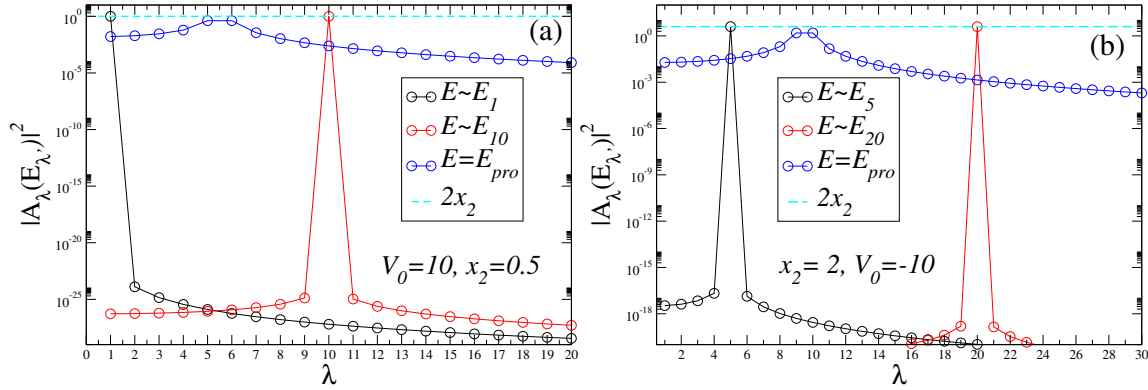 (a)
|A_λ(E_λ')|^2
10^0
10^-5
10^-10
10^-15
10^-20
10^-25
E~E_1
E~E_10
E=E_pro
2x_2
V_0=10, x_2=0.5
0 1 2 3 4 5 6 7 8 9 10 11 12 13 14 15 16 17 18 19 20
λ
(b)
|A_λ(E_λ')|^2
10^0
10^-3
10^-6
10^-9
10^-12
10^-15
10^-18
E~E_5
E~E_20
E=E_pro
2x_2
x_2= 2, V_0=-10
2 4 6 8 10 12 14 16 18 20 22 24 26 28 30
λ